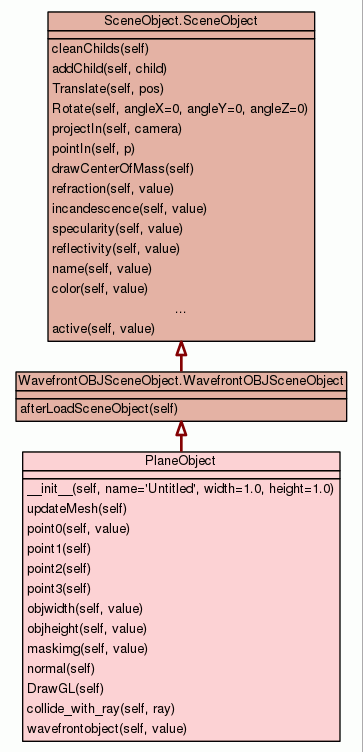 SceneObject.SceneObject
cleanChilds(self)
addChild(self, child)
Translate(self, pos)
Rotate(self, angleX=0, angleY=0, angleZ=0)
projectIn(self, camera)
pointIn(self, p)
drawCenterOfMass(self)
refraction(self, value)
incandescence(self, value)
specularity(self, value)
reflectivity(self, value)
name(self, value)
color(self, value)
...
active(self, value)
WavefrontOBJSceneObject.WavefrontOBJSceneObject
afterLoadSceneObject(self)
PlaneObject
__init__(self, name='Untitled', width=1.0, height=1.0)
updateMesh(self)
point0(self, value)
point1(self)
point2(self)
point3(self)
objwidth(self, value)
objheight(self, value)
maskimg(self, value)
normal(self)
DrawGL(self)
collide_with_ray(self, ray)
wavefrontobject(self, value)